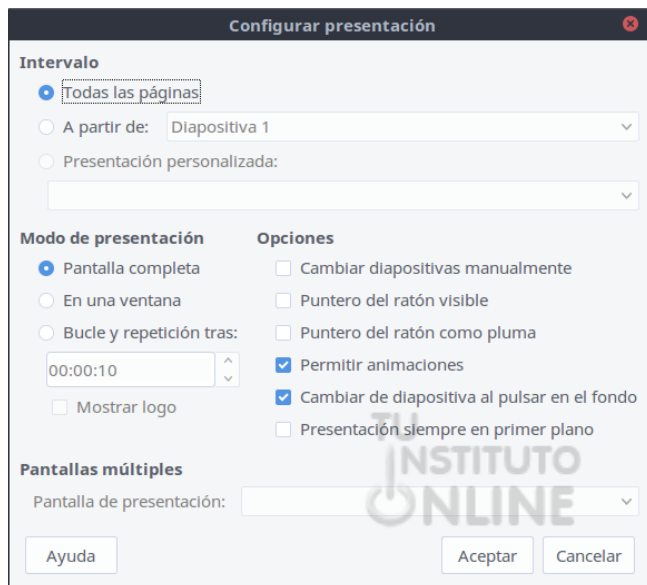 Configurar presentación
Intervalo
Todas las páginas
A partir de: Diapositiva 1
Presentación personalizada:
Modo de presentación
Pantalla completa
En una ventana
Bucle y repetición tras:
00:00:10
Mostrar logo
Opciones
Cambiar diapositivas manualmente
Puntero del ratón visible
Puntero del ratón como pluma
Permitir animaciones
Cambiar de diapositiva al pulsar en el fondo
Presentación siempre en primer plano
TU
INSTITUTO
ONLINE
Pantallas múltiples
Pantalla de presentación:
Ayuda Aceptar Cancelar